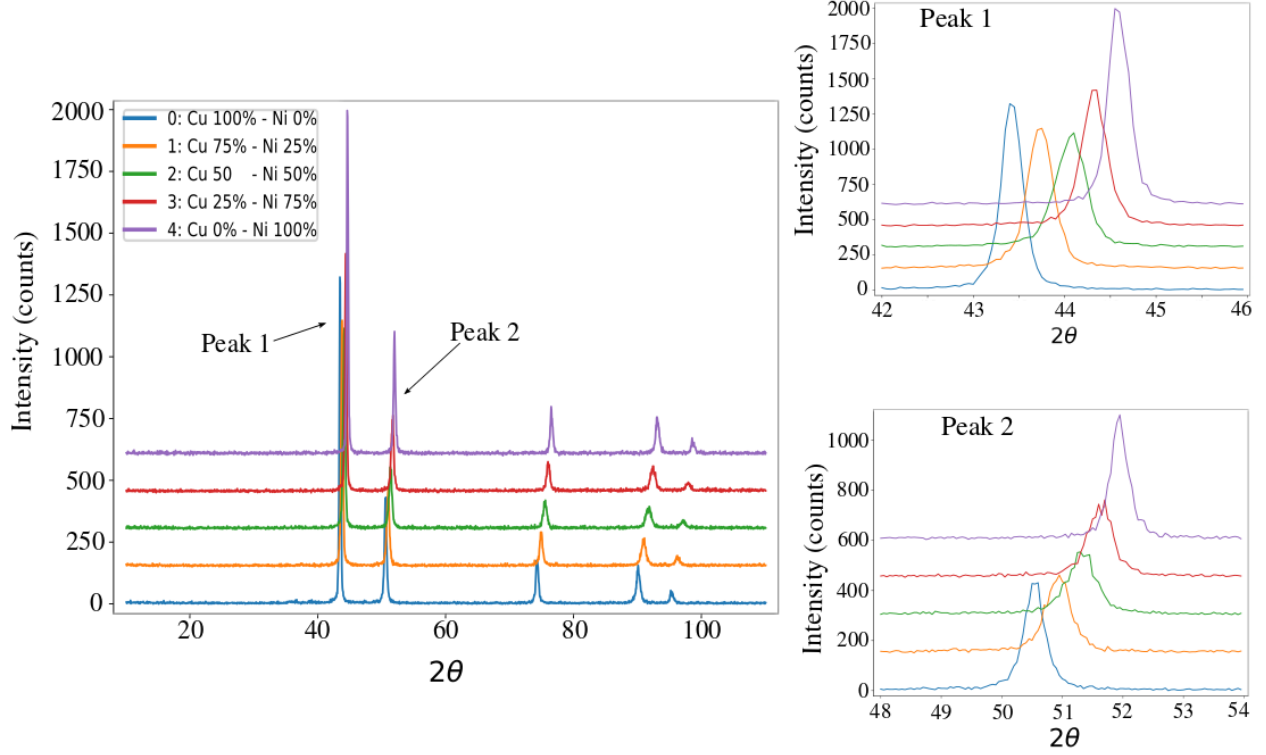 2000
1750
1500
1250
1000
750
500
250
0
Intensity (counts)
0: Cu 100% - Ni 0%
1: Cu 75% - Ni 25%
2: Cu 50 - Ni 50%
3: Cu 25% - Ni 75%
4: Cu 0% - Ni 100%
Peak 1
Peak 2
20 40 60 80 100
2θ
Peak 1
2000
1750
1500
1250
1000
750
500
250
0
Intensity (counts)
42 43 44 45 46
2θ
Peak 2
1000
800
600
400
200
0
Intensity (counts)
48 49 50 51 52 53 54
2θ